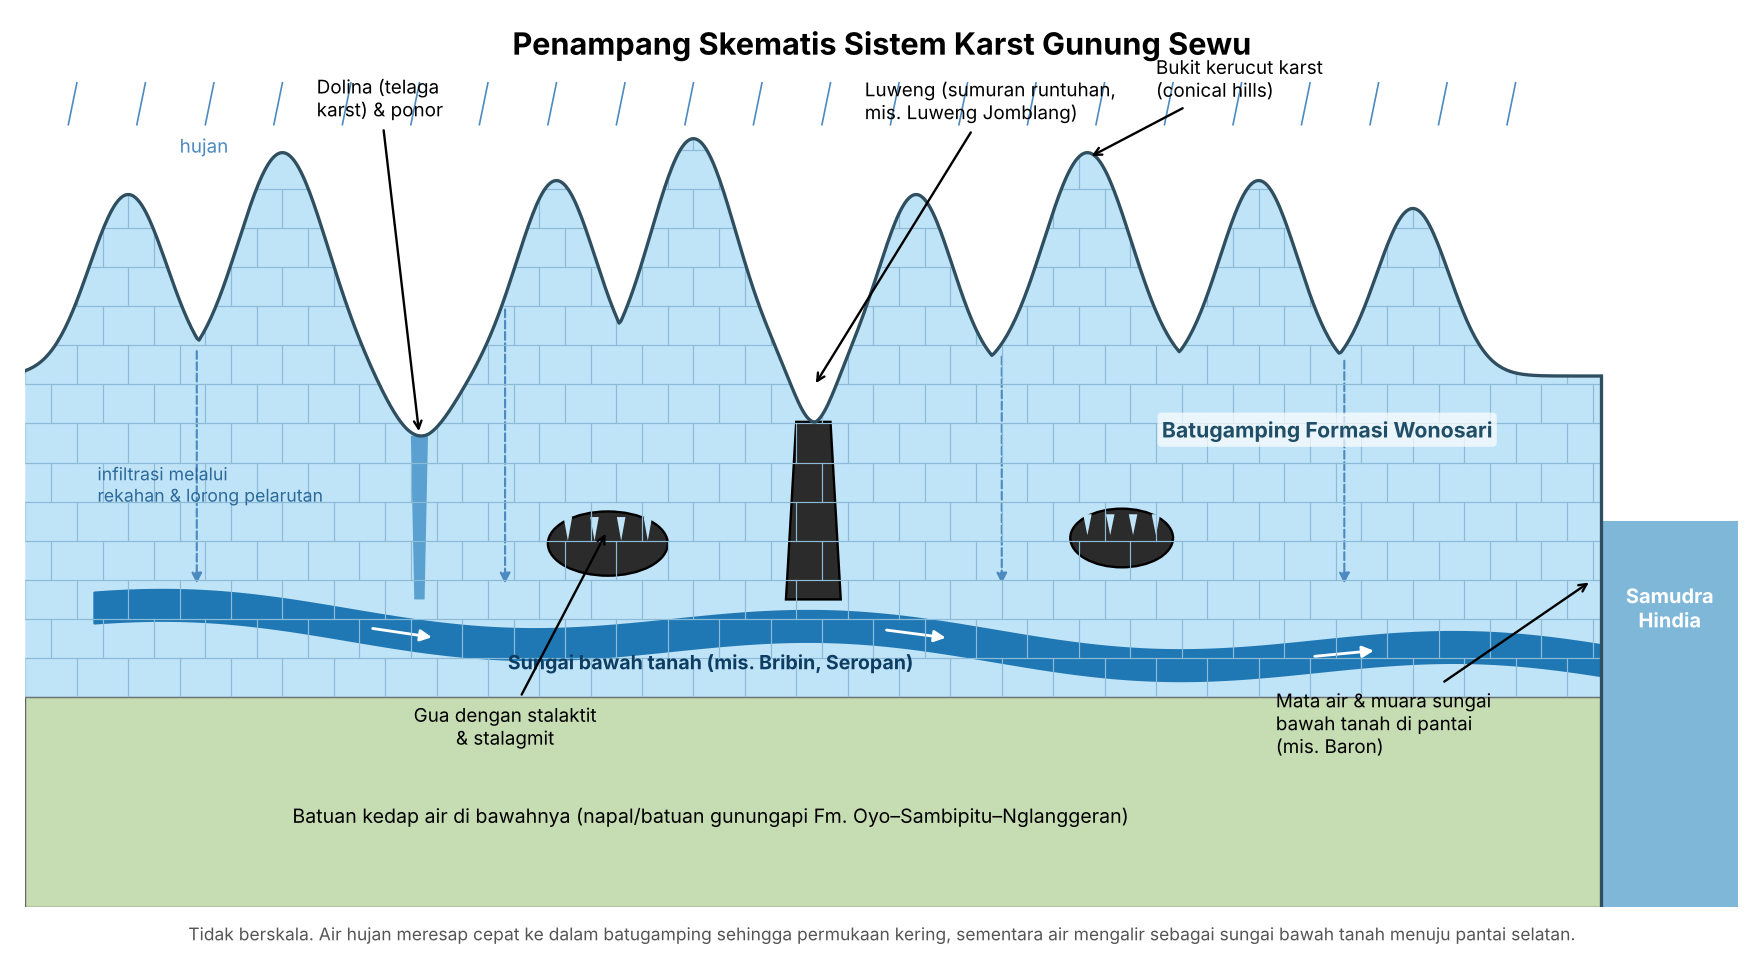 Penampang Skematis Sistem Karst Gunung Sewu
Bukit kerucut karst
(conical hills)
Dolina (telaga
karst) & ponor
Luweng (sumuran runtuhan,
mis. Luweng Jomblang)
hujan
Batugamping Formasi Wonosari
infiltrasi melalui
rekahan & lorong pelarutan
Samudra
Hindia
Sungai bawah tanah (mis. Bribin, Seropan)
Gua dengan stalaktit
& stalagmit
Mata air & muara sungai
bawah tanah di pantai
(mis. Baron)
Batuan kedap air di bawahnya (napal/batuan gunungapi Fm. Oyo–Sambipitu–Nglanggeran)
Tidak berskala. Air hujan meresap cepat ke dalam batugamping sehingga permukaan kering, sementara air mengalir sebagai sungai bawah tanah menuju pantai selatan.